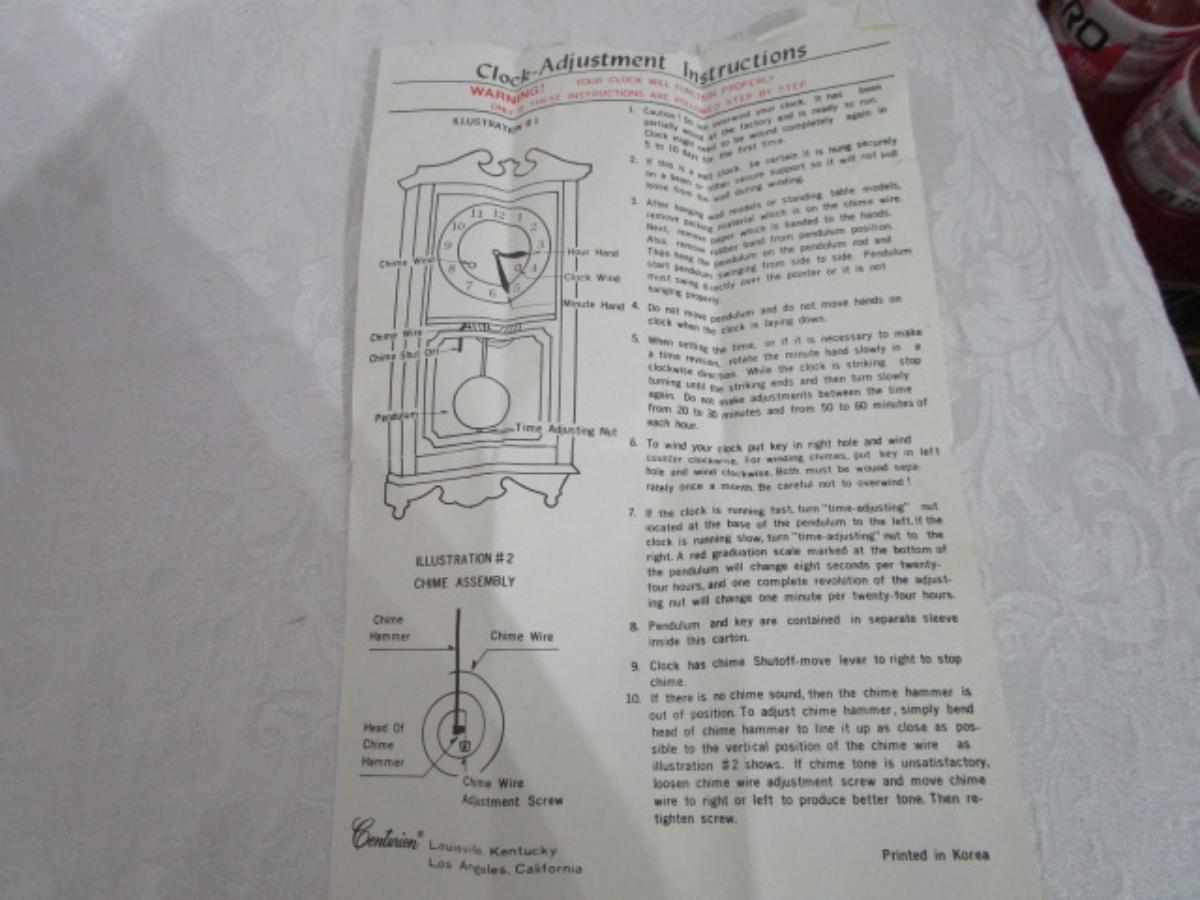 Clock-Adjustment Instructions
WARNING! YOUR CLOCK WILL FUNCTION PROPERLY
ONLY IF THESE INSTRUCTIONS ARE FOLLOWED STEP BY STEP
ILLUSTRATION #1
11 12 1
10 2
9 3
8 4
7 6 5
Chime Wind
Hour Hand
Clock Wind
Minute Hand
Chime Wire
Chime Shut Off
Pendulum
Time Adjusting Nut
ILLUSTRATION #2
CHIME ASSEMBLY
Chime
Hammer
Chime Wire
Head Of
Chime
Hammer
Chime Wire
Adjustment Screw
Centurion® Louisville, Kentucky
Los Angeles, California
1. Caution! Do not overwind your clock. It has been
partially wound at the factory and is ready to run.
Clock might need to be wound completely again in
5 to 10 days for the first time.
2. If this is a wall clock, be certain it is hung securely
on a beam or other secure support so it will not pull
loose from the wall during winding.
3. After hanging wall models or standing table models,
remove packing material which is on the chime wire.
Next, remove paper which is banded to the hands.
Also, remove rubber band from pendulum position.
Then hang the pendulum on the pendulum rod and
start pendulum swinging from side to side. Pendulum
must swing directly over the pointer or it is not
hanging properly.
4. Do not move pendulum and do not move hands on
clock when the clock is laying down.
5. When setting the time, or if it is necessary to make
a time revision, rotate the minute hand slowly in a
clockwise direction. While the clock is striking stop
turning until the striking ends and then turn slowly
again. Do not make adjustments between the time
from 20 to 30 minutes and from 50 to 60 minutes of
each hour.
6. To wind your clock put key in right hole and wind
counter clockwise. For winding chimes, put key in left
hole and wind clockwise. Both must be wound sepa-
rately once a month. Be careful not to overwind!
7. If the clock is running fast, turn "time-adjusting" nut
located at the base of the pendulum to the left. If the
clock is running slow, turn "time-adjusting" nut to the
right. A red graduation scale marked at the bottom of
the pendulum will change eight seconds per twenty-
four hours, and one complete revolution of the adjust-
ing nut will change one minute per twenty-four hours.
8. Pendulum and key are contained in separate sleeve
inside this carton.
9. Clock has chime Shutoff-move lever to right to stop
chime.
10. If there is no chime sound, then the chime hammer is
out of position. To adjust chime hammer, simply bend
head of chime hammer to line it up as close as pos-
sible to the vertical position of the chime wire as
illustration #2 shows. If chime tone is unsatisfactory,
loosen chime wire adjustment screw and move chime
wire to right or left to produce better tone. Then re-
tighten screw.
Printed in Korea
RO